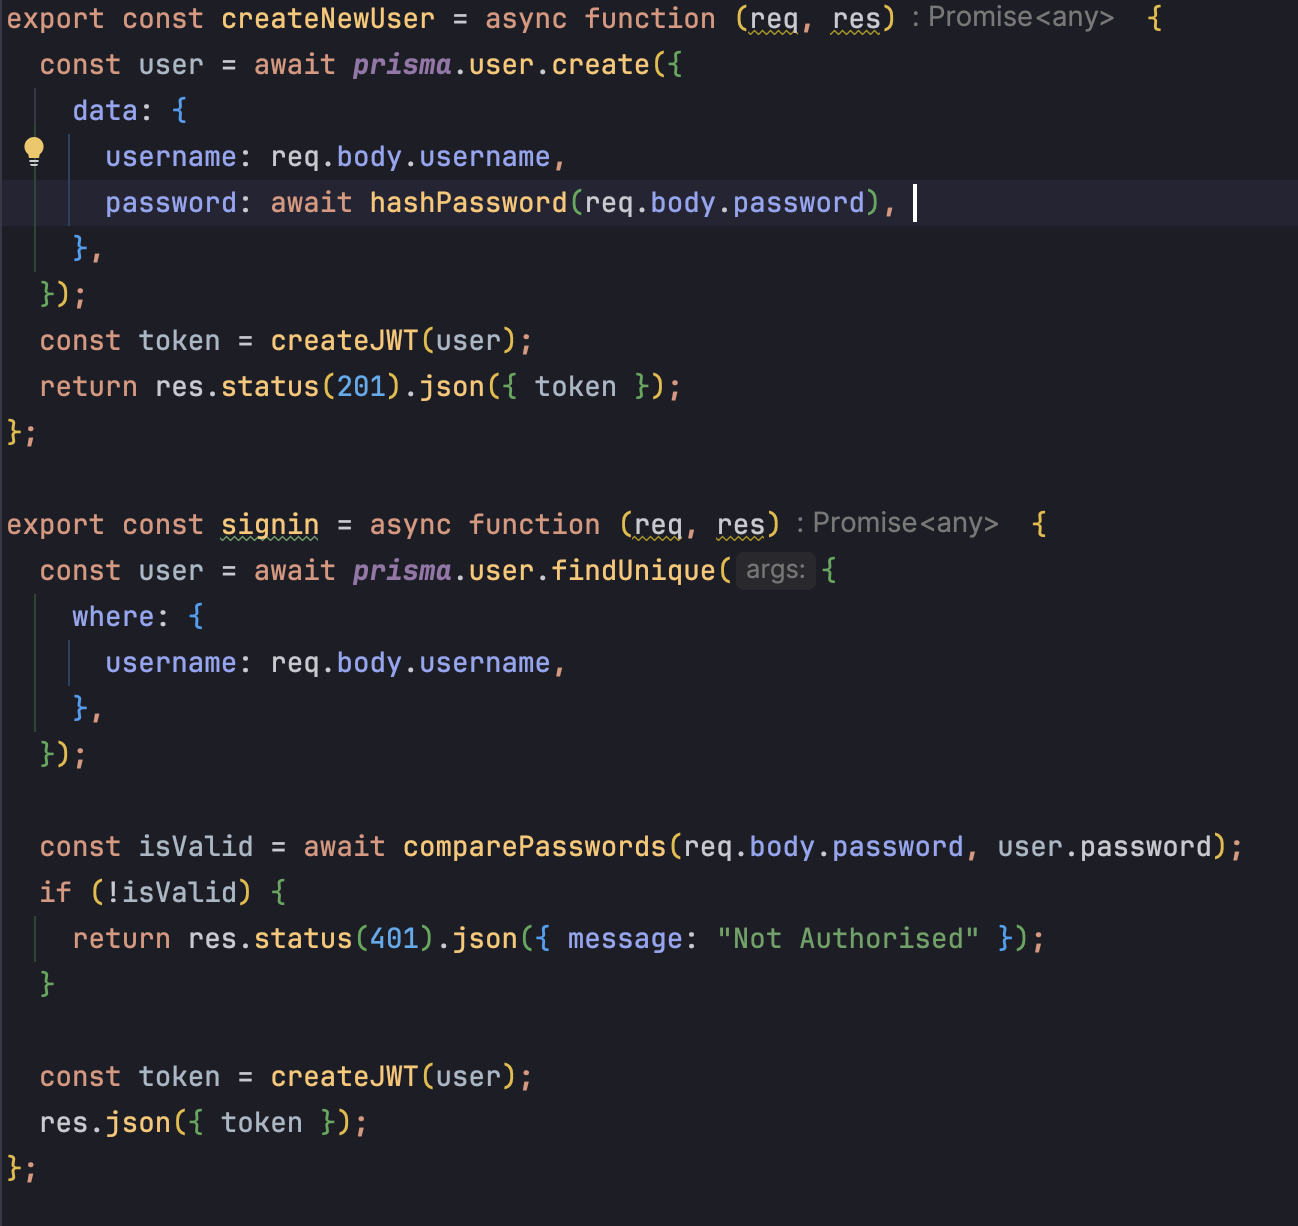 export const createNewUser = async function (req, res) : Promise<any> {
  const user = await prisma.user.create({
    data: {
      username: req.body.username,
      password: await hashPassword(req.body.password),
    },
  });
  const token = createJWT(user);
  return res.status(201).json({ token });
};

export const signin = async function (req, res) : Promise<any> {
  const user = await prisma.user.findUnique( args: {
    where: {
      username: req.body.username,
    },
  });

  const isValid = await comparePasswords(req.body.password, user.password);
  if (!isValid) {
    return res.status(401).json({ message: "Not Authorised" });
  }

  const token = createJWT(user);
  res.json({ token });
};